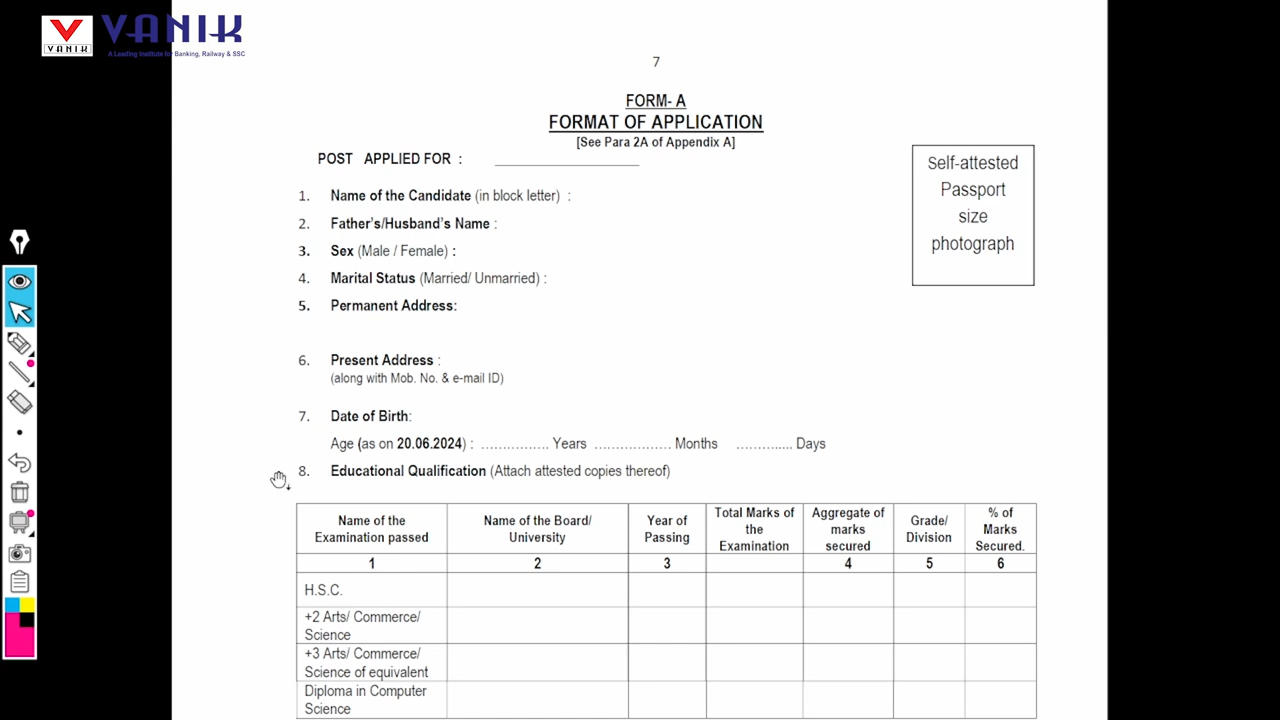 VANIK
VANIK
A Leading Institute for Banking, Railway & SSC
7
FORM- A
FORMAT OF APPLICATION
[See Para 2A of Appendix A]
POST APPLIED FOR : ________________
Self-attested
Passport
size
photograph
1. Name of the Candidate (in block letter) :
2. Father's/Husband's Name :
3. Sex (Male / Female) :
4. Marital Status (Married/ Unmarried) :
5. Permanent Address:
6. Present Address :
(along with Mob. No. & e-mail ID)
7. Date of Birth:
Age (as on 20.06.2024) : ……………. Years ……………… Months ………..... Days
8. Educational Qualification (Attach attested copies thereof)
Name of the Examination passed Name of the Board/ University Year of Passing Total Marks of the Examination Aggregate of marks secured Grade/ Division % of Marks Secured.
1 2 3 4 5 6
H.S.C.
+2 Arts/ Commerce/
Science
+3 Arts/ Commerce/
Science of equivalent
Diploma in Computer
Science